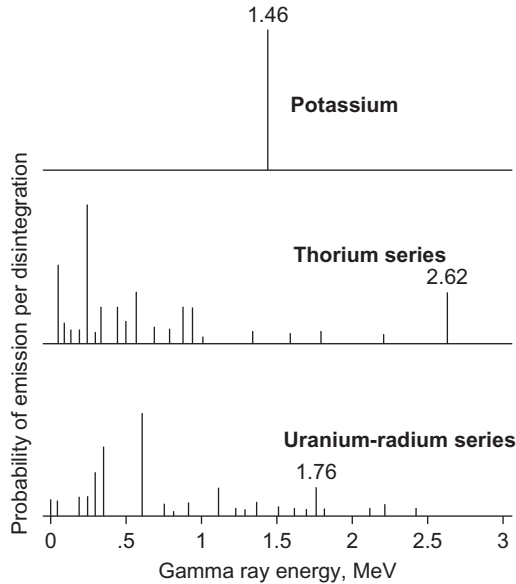 1.46
Potassium
Thorium series
2.62
Uranium-radium series
1.76
Probability of emission per disintegration
0 .5 1 1.5 2 2.5 3
Gamma ray energy, MeV